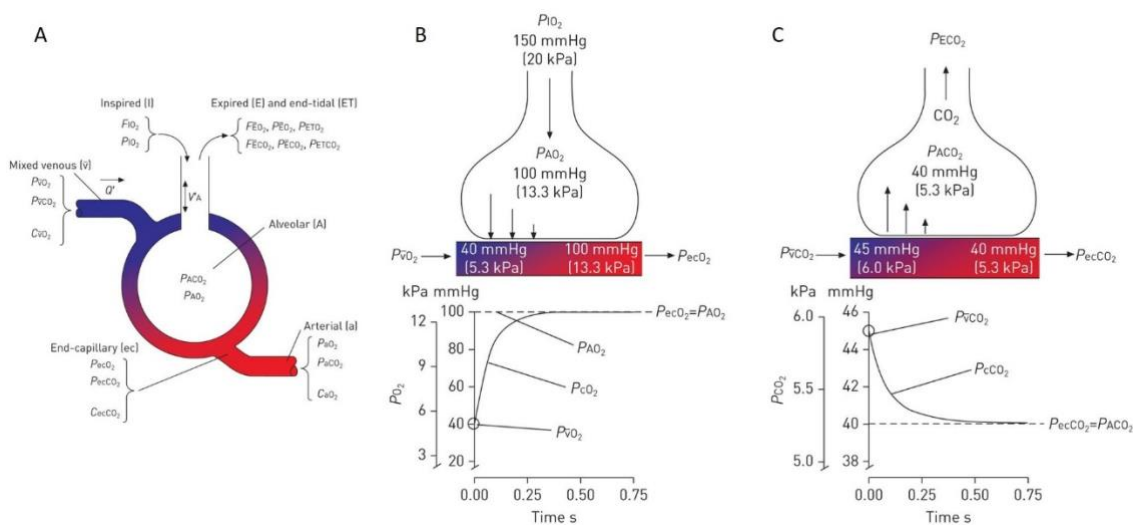 A
Inspired (I)
FIO₂
PIO₂
Expired (E) and end-tidal (ET)
FĒO₂, PĒO₂, PETO₂
FĒCO₂, PĒCO₂, PETCO₂
Mixed venous (v̄)
Pv̄O₂
Pv̄CO₂
Cv̄O₂
Q'
V'A
Alveolar (A)
PACO₂
PAO₂
Arterial (a)
PaO₂
PaCO₂
CaO₂
End-capillary (ec)
PecO₂
PecCO₂
CecCO₂
B
PIO₂
150 mmHg
(20 kPa)
PAO₂
100 mmHg
(13.3 kPa)
Pv̄O₂
40 mmHg
(5.3 kPa)
100 mmHg
(13.3 kPa)
PecO₂
kPa mmHg
12
9
6
3
100
80
60
40
20
PO₂
PecO₂=PAO₂
PAO₂
PcO₂
Pv̄O₂
0.00 0.25 0.50 0.75
Time s
C
PECO₂
CO₂
PACO₂
40 mmHg
(5.3 kPa)
Pv̄CO₂
45 mmHg
(6.0 kPa)
40 mmHg
(5.3 kPa)
PecCO₂
kPa mmHg
6.0
5.5
5.0
46
44
42
40
38
PCO₂
Pv̄CO₂
PcCO₂
PecCO₂=PACO₂
0.00 0.25 0.50 0.75
Time s